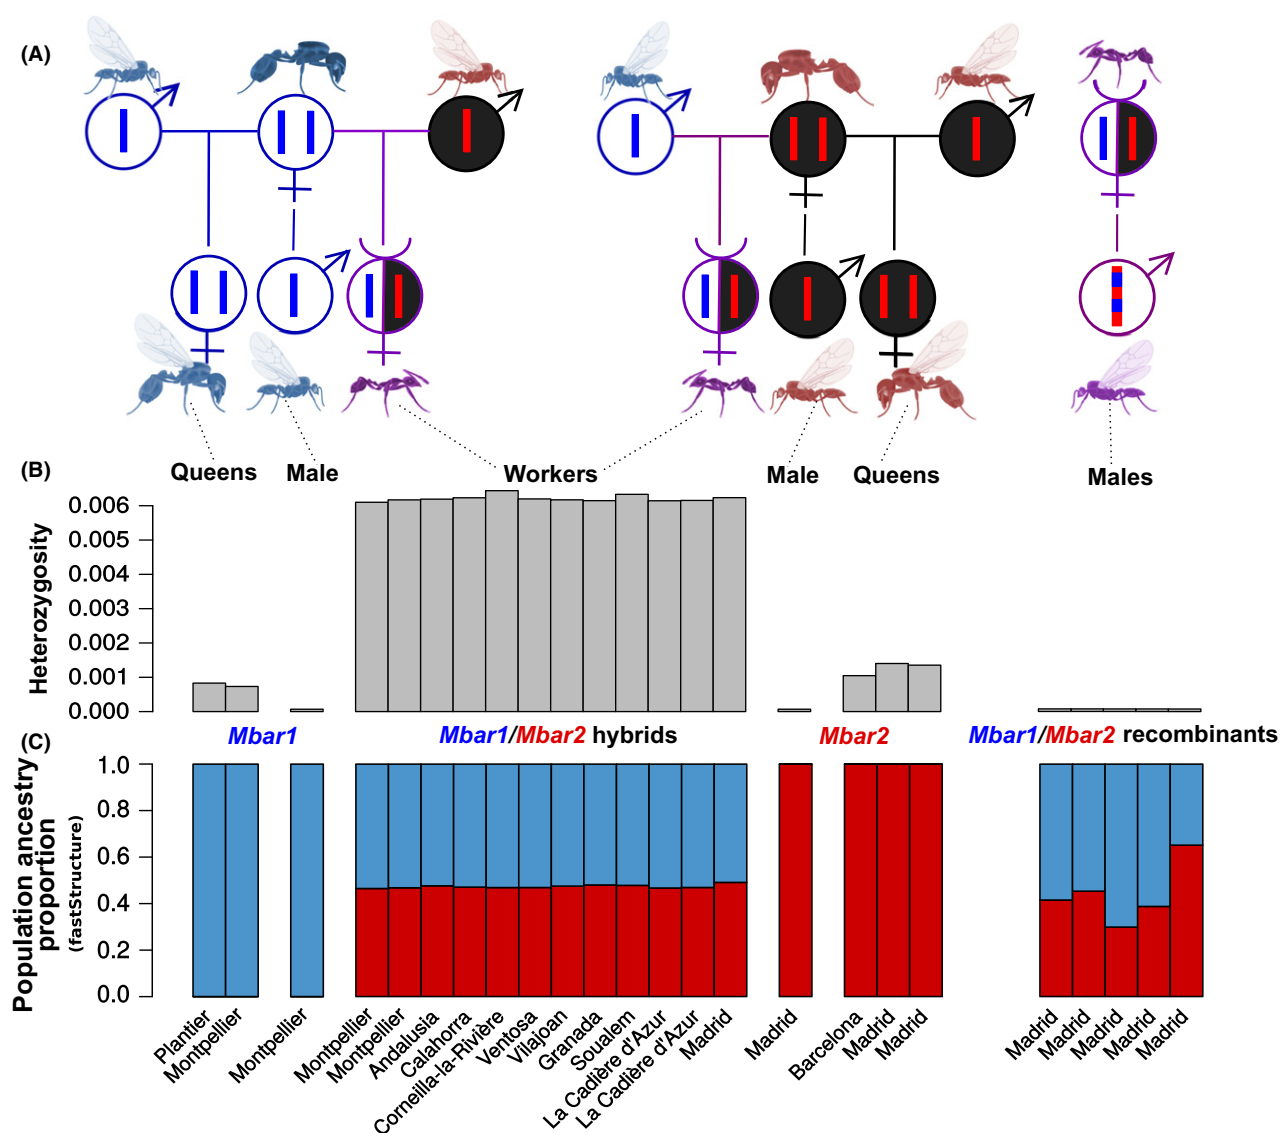 (A)
Queens
Male
Workers
Male
Queens
Males
(B)
Heterozygosity
0.006
0.005
0.004
0.003
0.002
0.001
0.000
Mbar1
Mbar1/Mbar2 hybrids
Mbar2
Mbar1/Mbar2 recombinants
(C)
Population ancestry
proportion
(fastStructure)
1.0
0.8
0.6
0.4
0.2
0.0
Plantier
Montpellier
Montpellier
Montpellier
Montpellier
Andalusia
Calahorra
Corneilla-la-Rivière
Ventosa
Vilajoan
Granada
Soualem
La Cadière d'Azur
La Cadière d'Azur
Madrid
Madrid
Barcelona
Madrid
Madrid
Madrid
Madrid
Madrid
Madrid
Madrid